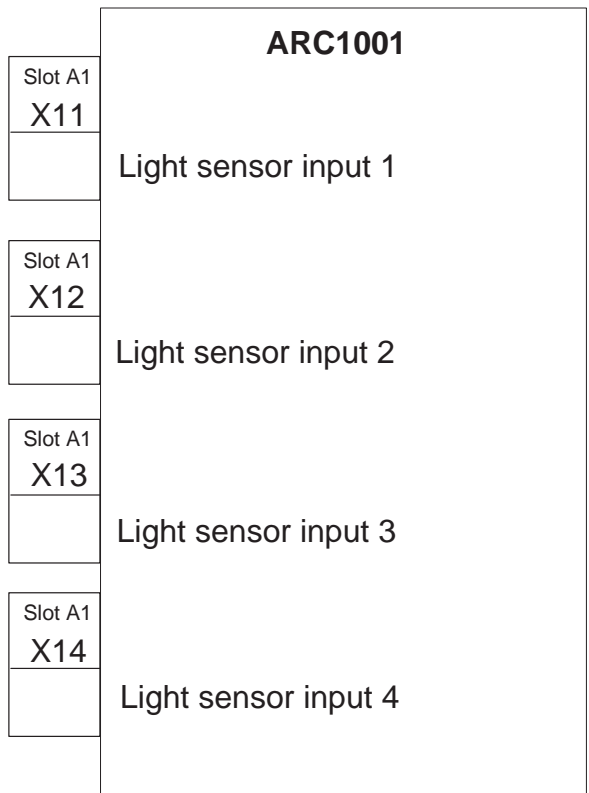 ARC1001
Slot A1
X11
Light sensor input 1
Slot A1
X12
Light sensor input 2
Slot A1
X13
Light sensor input 3
Slot A1
X14
Light sensor input 4